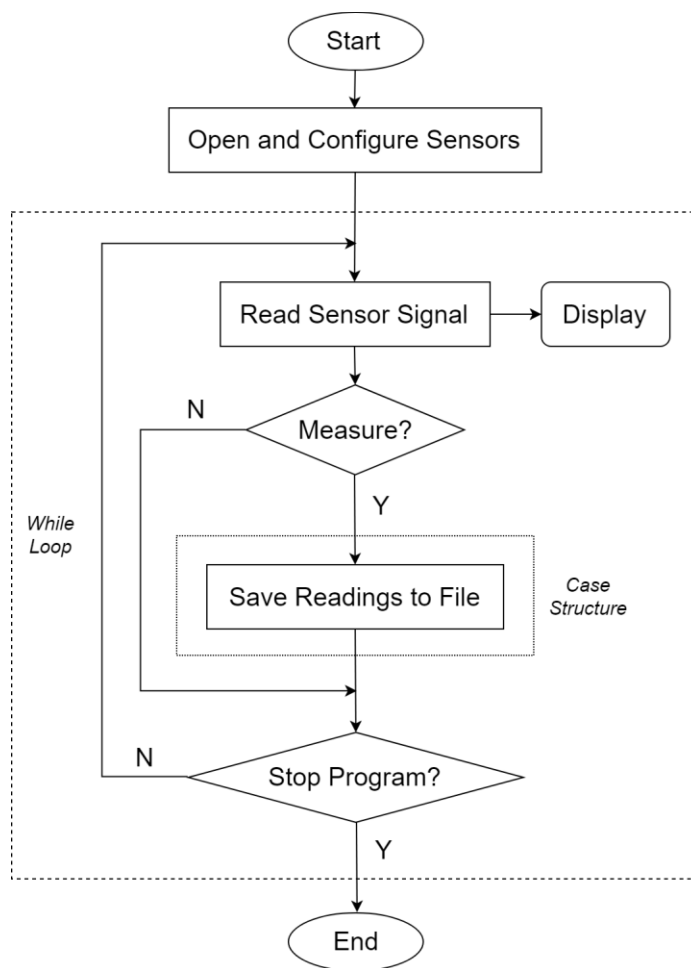 Start
Open and Configure Sensors
Read Sensor Signal
Display
N
Measure?
Y
While
Loop
Save Readings to File
Case
Structure
N
Stop Program?
Y
End